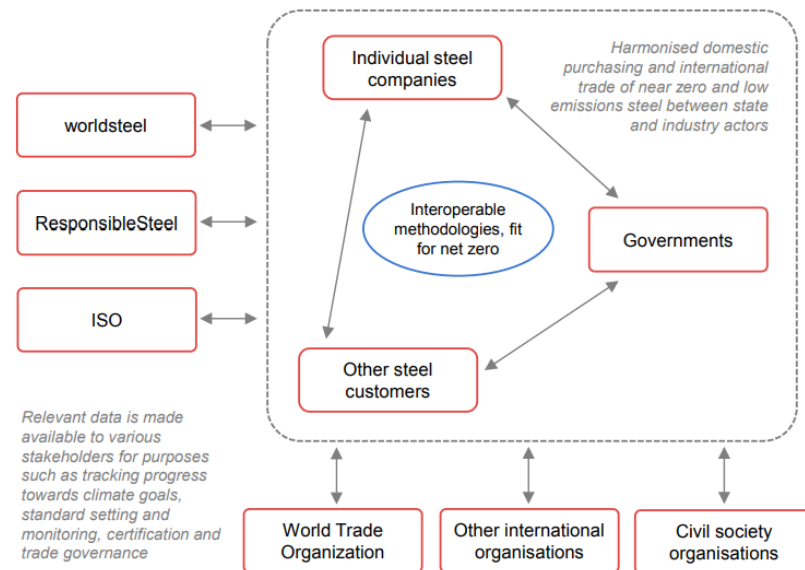 Individual steel
companies
Harmonised domestic
purchasing and international
trade of near zero and low
emissions steel between state
and industry actors
worldsteel
ResponsibleSteel
ISO
Interoperable
methodologies, fit
for net zero
Governments
Other steel
customers
Relevant data is made
available to various
stakeholders for purposes
such as tracking progress
towards climate goals,
standard setting and
monitoring, certification and
trade governance
World Trade
Organization
Other international
organisations
Civil society
organisations